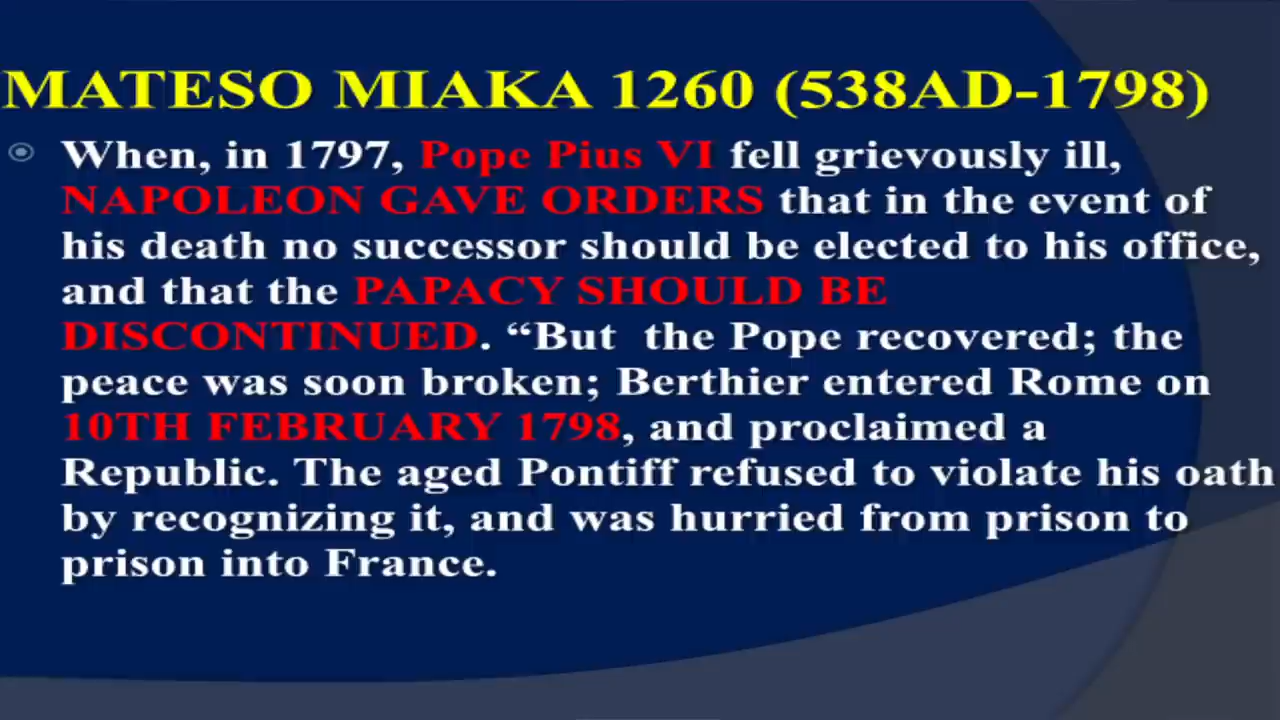 MATESO MIAKA 1260 (538AD-1798)
When, in 1797, Pope Pius VI fell grievously ill,
NAPOLEON GAVE ORDERS that in the event of
his death no successor should be elected to his office,
and that the PAPACY SHOULD BE
DISCONTINUED. “But the Pope recovered; the
peace was soon broken; Berthier entered Rome on
10TH FEBRUARY 1798, and proclaimed a
Republic. The aged Pontiff refused to violate his oath
by recognizing it, and was hurried from prison to
prison into France.